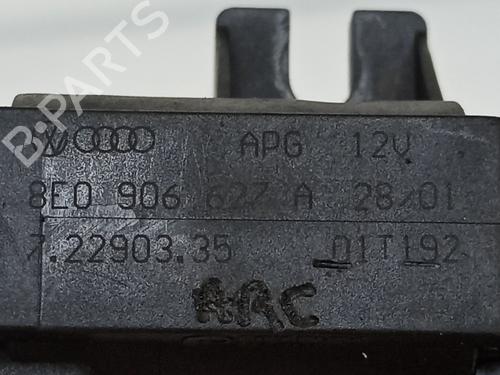 B-PARTS
APG 12V
8E0 906 627 A 28/01
7.22903.35 01T192
ARC